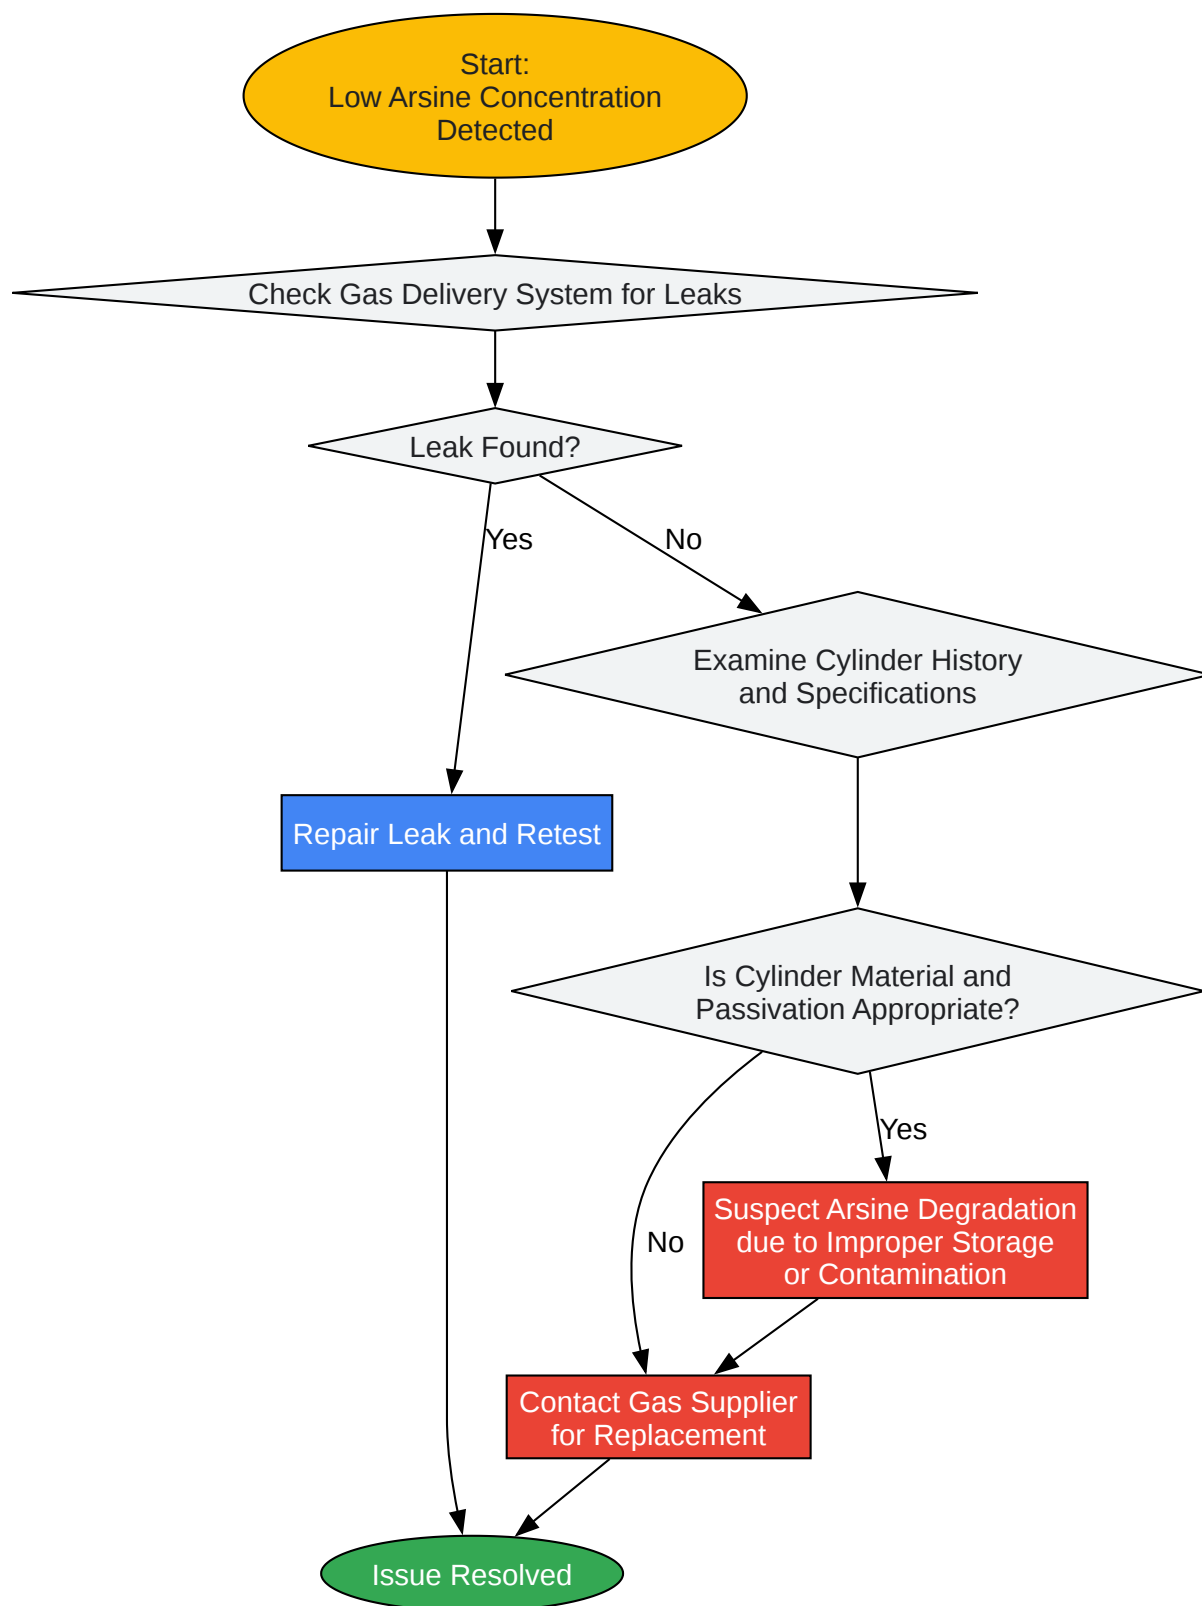 Start:
Low Arsine Concentration
Detected
Check Gas Delivery System for Leaks
Leak Found?
Yes
No
Examine Cylinder History
and Specifications
Repair Leak and Retest
Is Cylinder Material and
Passivation Appropriate?
Yes
No
Suspect Arsine Degradation
due to Improper Storage
or Contamination
Contact Gas Supplier
for Replacement
Issue Resolved